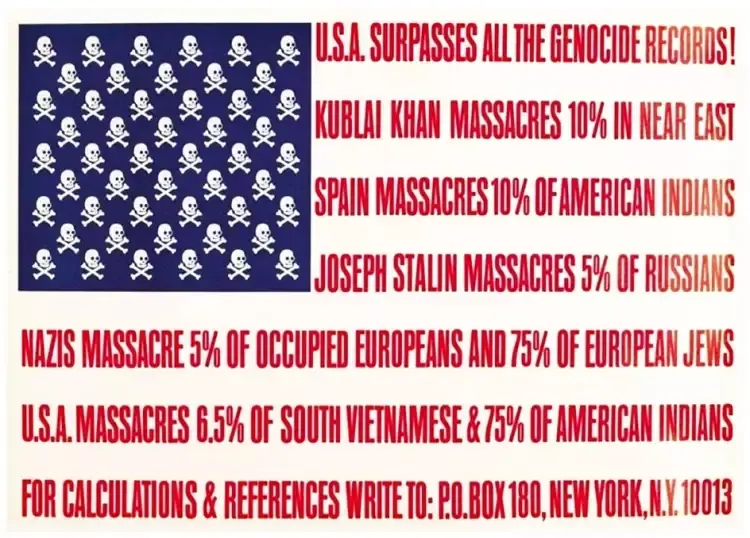 U.S.A. SURPASSES ALL THE GENOCIDE RECORDS!
KUBLAI KHAN MASSACRES 10% IN NEAR EAST
SPAIN MASSACRES 10% OF AMERICAN INDIANS
JOSEPH STALIN MASSACRES 5% OF RUSSIANS
NAZIS MASSACRE 5% OF OCCUPIED EUROPEANS AND 75% OF EUROPEAN JEWS
U.S.A. MASSACRES 6.5% OF SOUTH VIETNAMESE & 75% OF AMERICAN INDIANS
FOR CALCULATIONS & REFERENCES WRITE TO: P.O. BOX 180, NEW YORK, N.Y. 10013